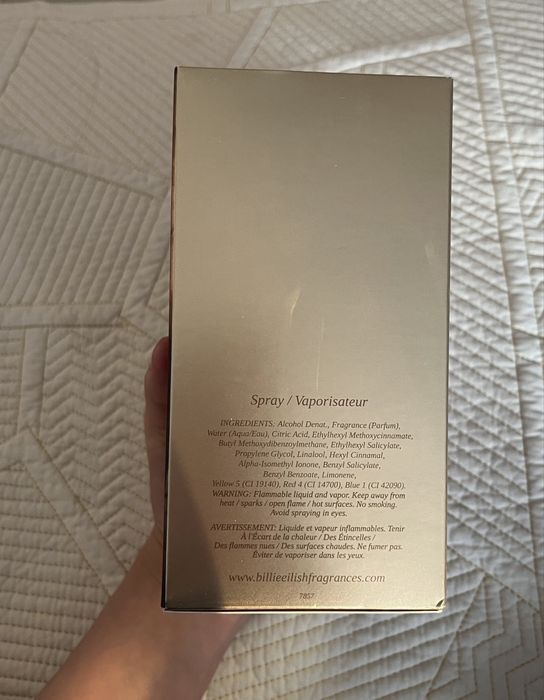 Spray / Vaporisateur
INGREDIENTS: Alcohol Denat., Fragrance (Parfum),
Water (Aqua/Eau), Citric Acid, Ethylhexyl Methoxycinnamate,
Butyl Methoxydibenzoylmethane, Ethylhexyl Salicylate,
Propylene Glycol, Linalool, Hexyl Cinnamal,
Alpha-Isomethyl Ionone, Benzyl Salicylate,
Benzyl Benzoate, Limonene,
Yellow 5 (CI 19140), Red 4 (CI 14700), Blue 1 (CI 42090).
WARNING: Flammable liquid and vapor. Keep away from
heat / sparks / open flame / hot surfaces. No smoking.
Avoid spraying in eyes.
AVERTISSEMENT: Liquide et vapeur inflammables. Tenir
À l'Écart de la chaleur / Des Étincelles /
Des flammes nues / Des surfaces chaudes. Ne fumer pas.
Éviter de vaporiser dans les yeux.
www.billieeilishfragrances.com
7857